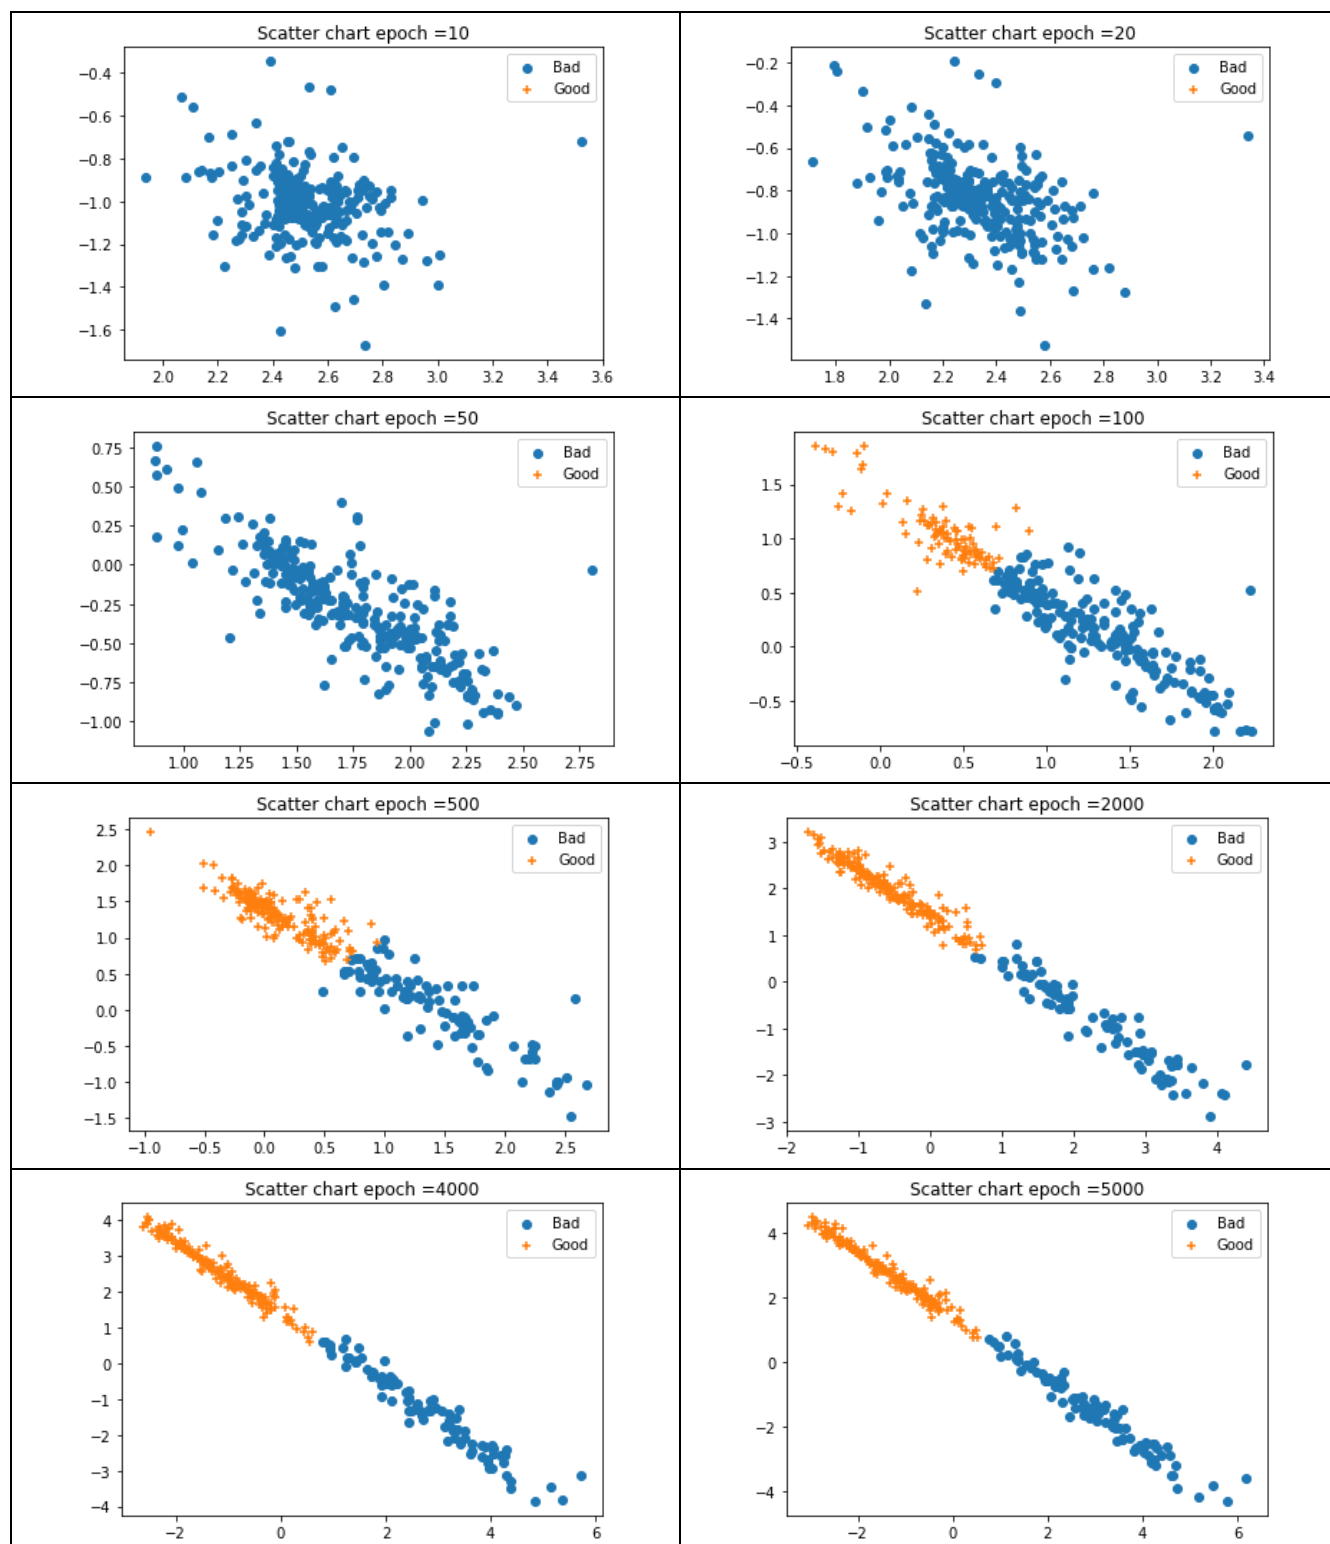 Scatter chart epoch =10
Bad
Good
−0.4
−0.6
−0.8
−1.0
−1.2
−1.4
−1.6
2.0 2.2 2.4 2.6 2.8 3.0 3.2 3.4 3.6
Scatter chart epoch =20
Bad
Good
−0.2
−0.4
−0.6
−0.8
−1.0
−1.2
−1.4
1.8 2.0 2.2 2.4 2.6 2.8 3.0 3.2 3.4
Scatter chart epoch =50
Bad
Good
0.75
0.50
0.25
0.00
−0.25
−0.50
−0.75
−1.00
1.00 1.25 1.50 1.75 2.00 2.25 2.50 2.75
Scatter chart epoch =100
Bad
Good
1.5
1.0
0.5
0.0
−0.5
−0.5 0.0 0.5 1.0 1.5 2.0
Scatter chart epoch =500
Bad
Good
2.5
2.0
1.5
1.0
0.5
0.0
−0.5
−1.0
−1.5
−1.0 −0.5 0.0 0.5 1.0 1.5 2.0 2.5
Scatter chart epoch =2000
Bad
Good
3
2
1
0
−1
−2
−3
−2 −1 0 1 2 3 4
Scatter chart epoch =4000
Bad
Good
4
3
2
1
0
−1
−2
−3
−4
−2 0 2 4 6
Scatter chart epoch =5000
Bad
Good
4
2
0
−2
−4
−2 0 2 4 6